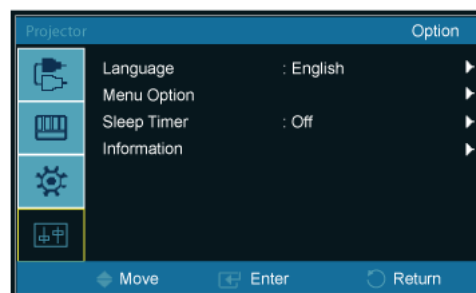 Projector Option
Language : English
Menu Option
Sleep Timer : Off
Information
Move Enter Return